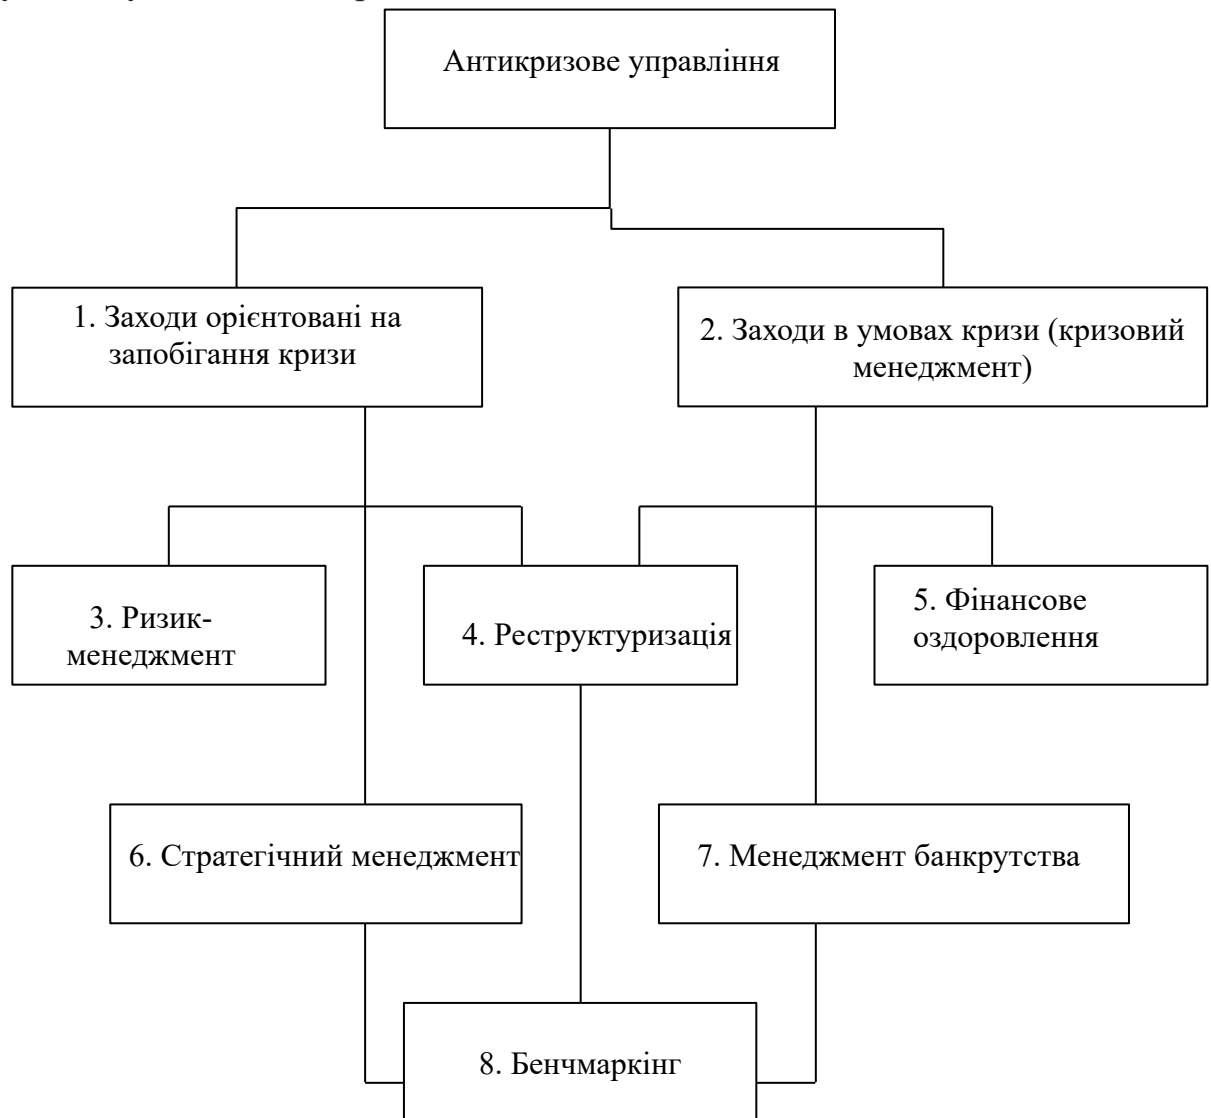 Антикризове управління
1. Заходи орієнтовані на
запобігання кризи
2. Заходи в умовах кризи (кризовий
менеджмент)
3. Ризик-
менеджмент
4. Реструктуризація
5. Фінансове
оздоровлення
6. Стратегічний менеджмент
7. Менеджмент банкрутства
8. Бенчмаркінг